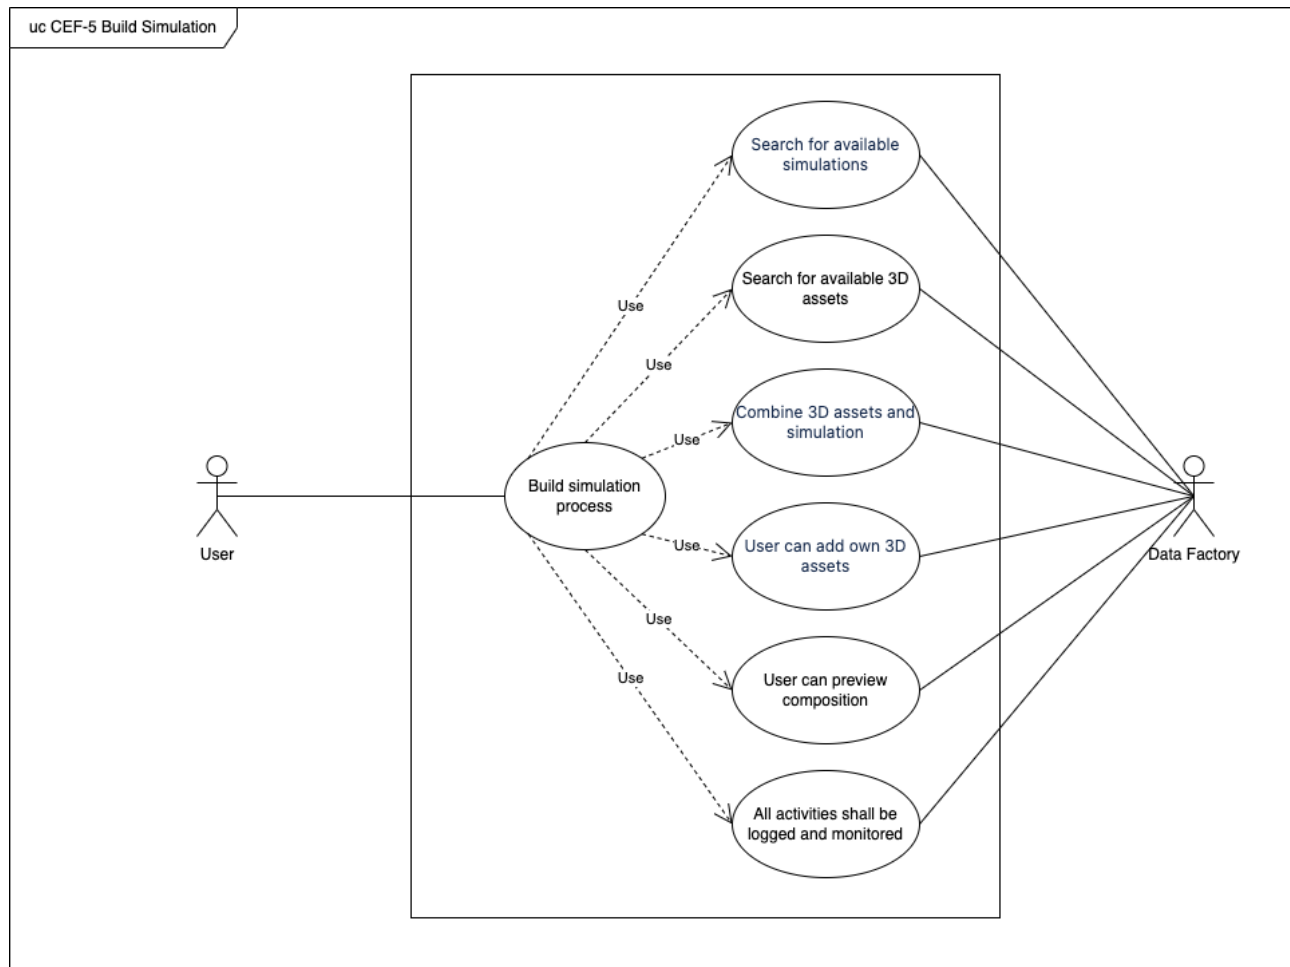 uc CEF-5 Build Simulation
Search for available
simulations
Search for available 3D
assets
Use
Use
Combine 3D assets and
simulation
Use
Build simulation
process
User
Use
User can add own 3D
assets
Data Factory
Use
User can preview
composition
Use
All activities shall be
logged and monitored